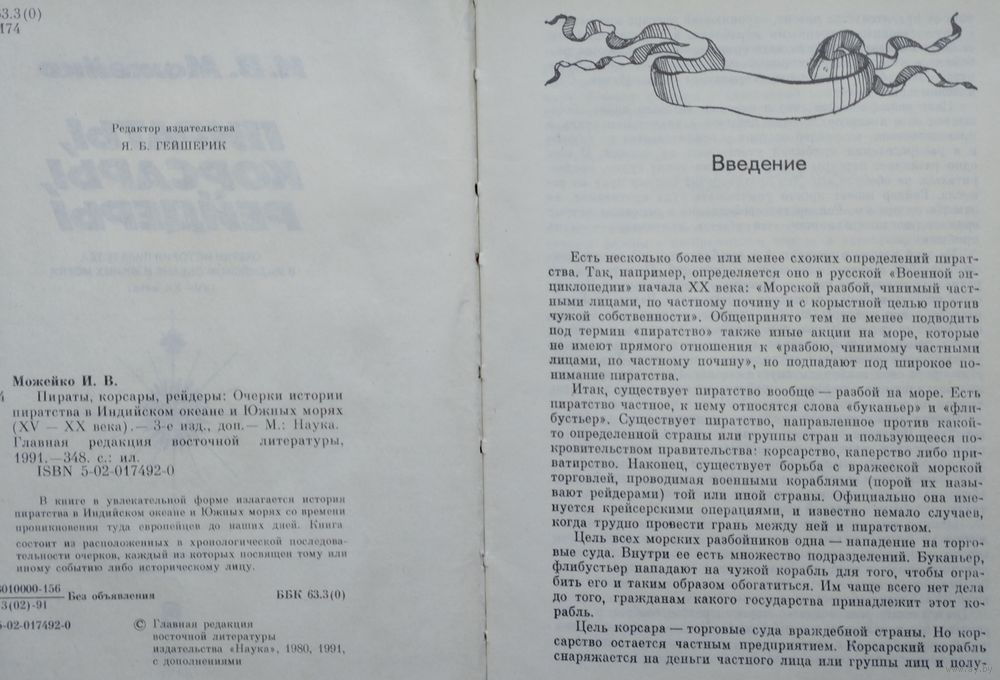 63.3(0)
М74
Редактор издательства
Я. Б. ГЕЙШЕРИК
Можейко И. В.
Пираты, корсары, рейдеры: Очерки истории
пиратства в Индийском океане и Южных морях
(XV — XX века).— 3-е изд., доп.— М.: Наука.
Главная редакция восточной литературы,
1991.—348. с.: ил.
ISBN 5-02-017492-0
В книге в увлекательной форме излагается история
пиратства в Индийском океане и Южных морях со времени
проникновения туда европейцев до наших дней. Книга
состоит из расположенных в хронологической последова-
тельности очерков, каждый из которых посвящен тому или
иному событию либо историческому лицу.
010000-156
3(02)-91
Без объявления
ББК 63.3(0)
5-02-017492-0
© Главная редакция
восточной литературы
издательства «Наука», 1980, 1991,
с дополнениями
Введение
Есть несколько более или менее схожих определений пират-
ства. Так, например, определяется оно в русской «Военной эн-
циклопедии» начала XX века: «Морской разбой, чинимый част-
ными лицами, по частному почину и с корыстной целью против
чужой собственности». Общепринято тем не менее подводить
под термин «пиратство» также иные акции на море, которые
не имеют прямого отношения к «разбою, чинимому частными
лицами, по частному почину», но подпадают под широкое по-
нимание пиратства.
Итак, существует пиратство вообще — разбой на море. Есть
пиратство частное, к нему относятся слова «буканьер» и «фли-
бустьер». Существует пиратство, направленное против какой-
то определенной страны или группы стран и пользующееся по-
кровительством правительства: корсарство, каперство либо при-
ватирство. Наконец, существует борьба с вражеской морской
торговлей, проводимая военными кораблями (порой их назы-
вают рейдерами) той или иной страны. Официально она име-
нуется крейсерскими операциями, и известно немало случаев,
когда трудно провести грань между ней и пиратством.
Цель всех морских разбойников одна — нападение на торго-
вые суда. Внутри ее есть множество подразделений. Буканьер,
флибустьер нападают на чужой корабль для того, чтобы огра-
бить его и таким образом обогатиться. Им чаще всего нет дела
до того, гражданам какого государства принадлежит этот ко-
рабль.
Цель корсара — торговые суда враждебной страны. Но кор-
сарство остается частным предприятием. Корсарский корабль
снаряжается на деньги частного лица или группы лиц и полу-